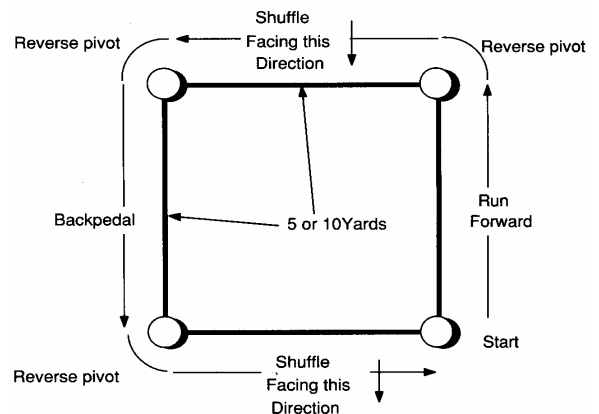 Shuffle
Reverse pivot
Facing this
Direction
Reverse pivot
Backpedal
5 or 10Yards
Run
Forward
Start
Reverse pivot
Shuffle
Facing this
Direction